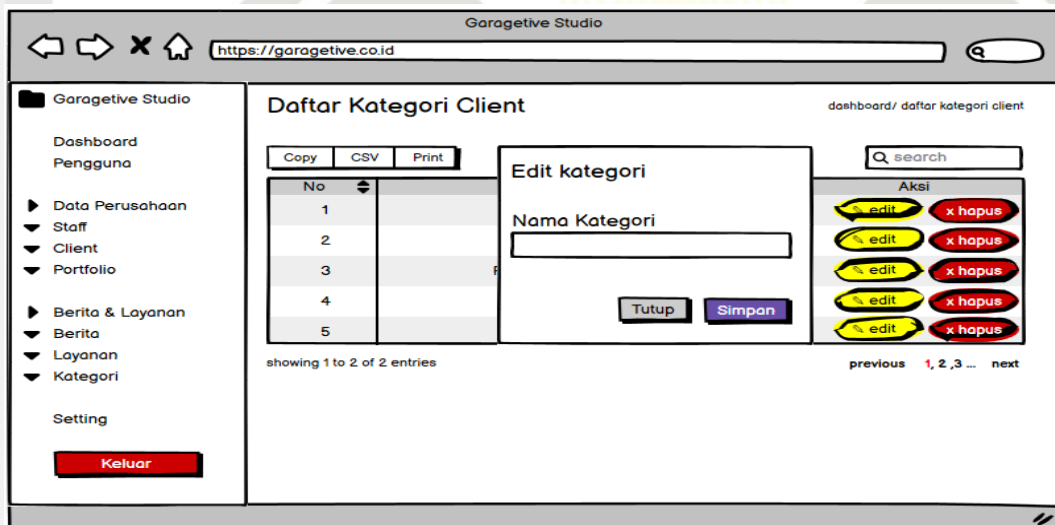 Garagetive Studio
https://garagetive.co.id
Garagetive Studio
Dashboard
Pengguna
Data Perusahaan
Staff
Client
Portfolio
Berita & Layanan
Berita
Layanan
Kategori
Setting
Keluar
Daftar Kategori Client
dashboard/ daftar kategori client
Copy CSV Print
search
No Aksi
1 edit x hapus
2 edit x hapus
3 edit x hapus
4 edit x hapus
5 edit x hapus
Edit kategori
Nama Kategori
Tutup Simpan
showing 1 to 2 of 2 entries
previous 1, 2 ,3 ... next